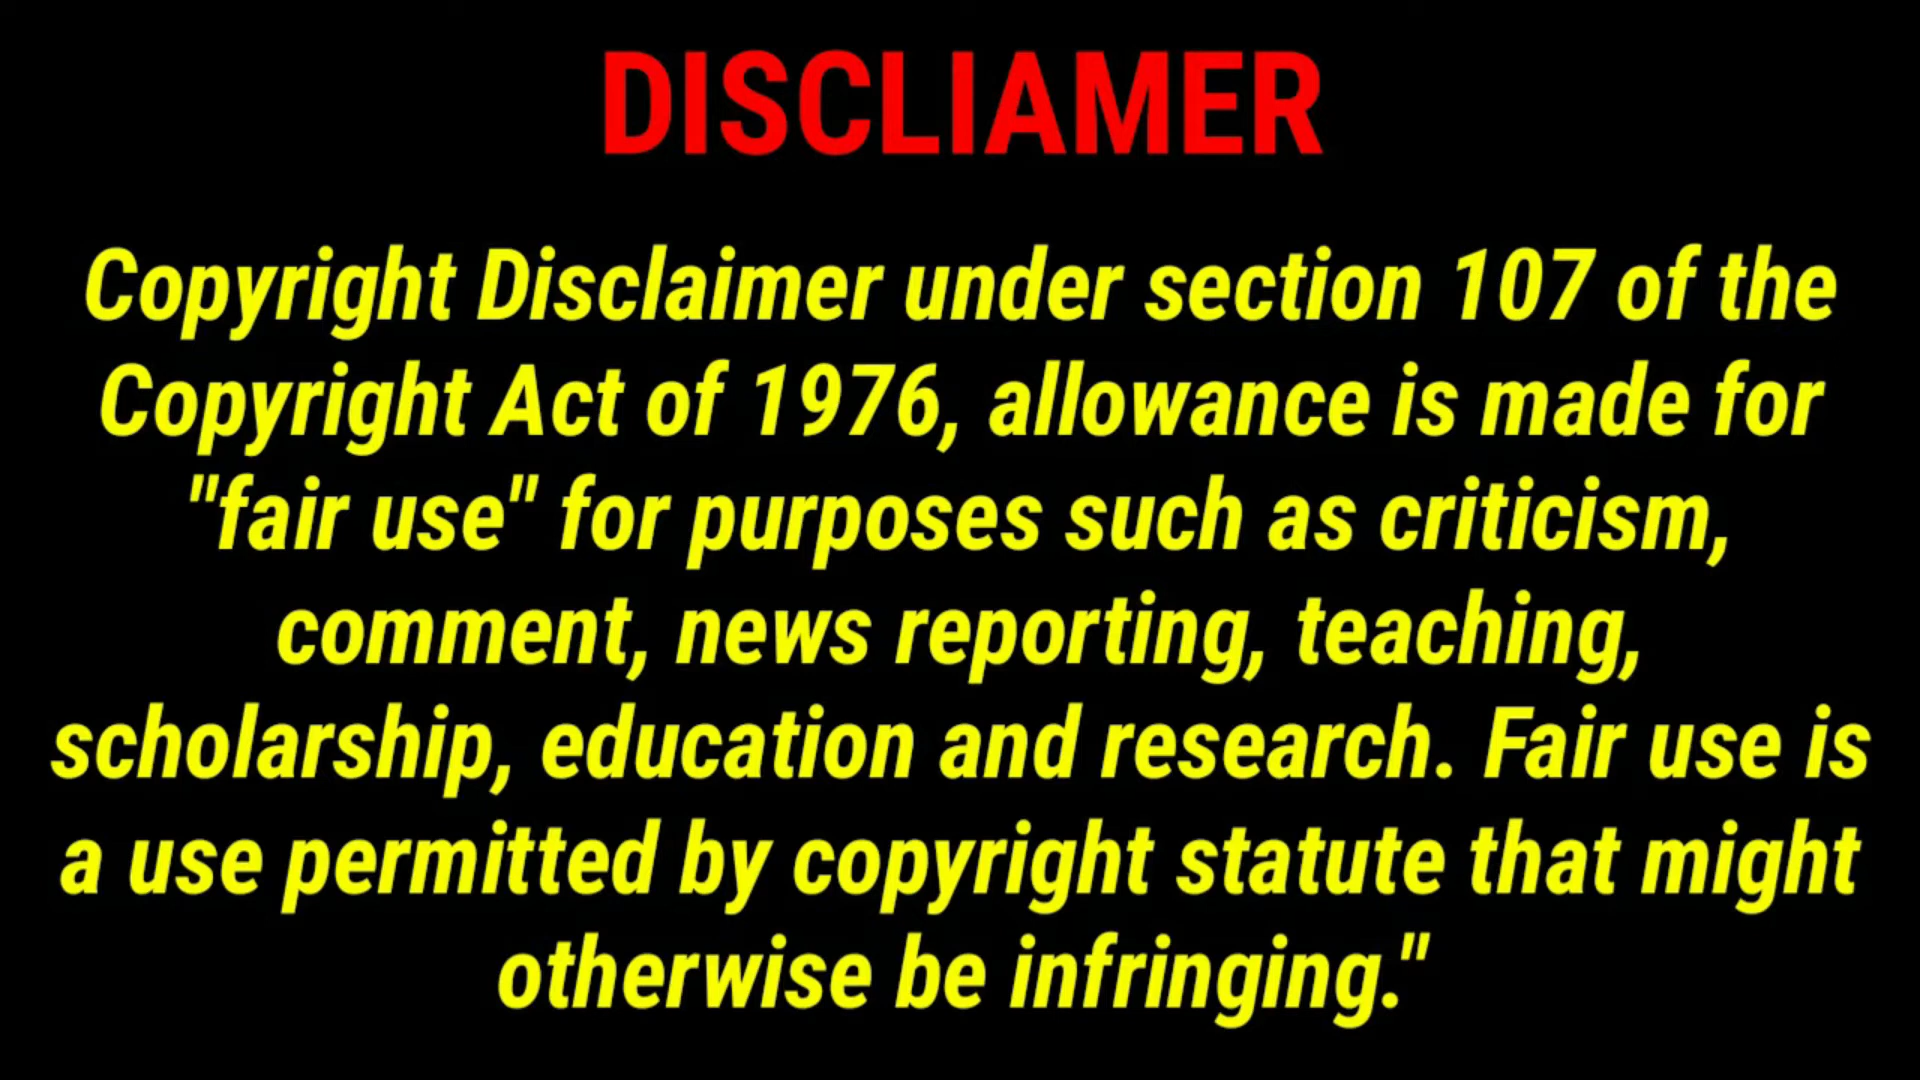 DISCLIAMER
Copyright Disclaimer under section 107 of the
Copyright Act of 1976, allowance is made for
"fair use" for purposes such as criticism,
comment, news reporting, teaching,
scholarship, education and research. Fair use is
a use permitted by copyright statute that might
otherwise be infringing."